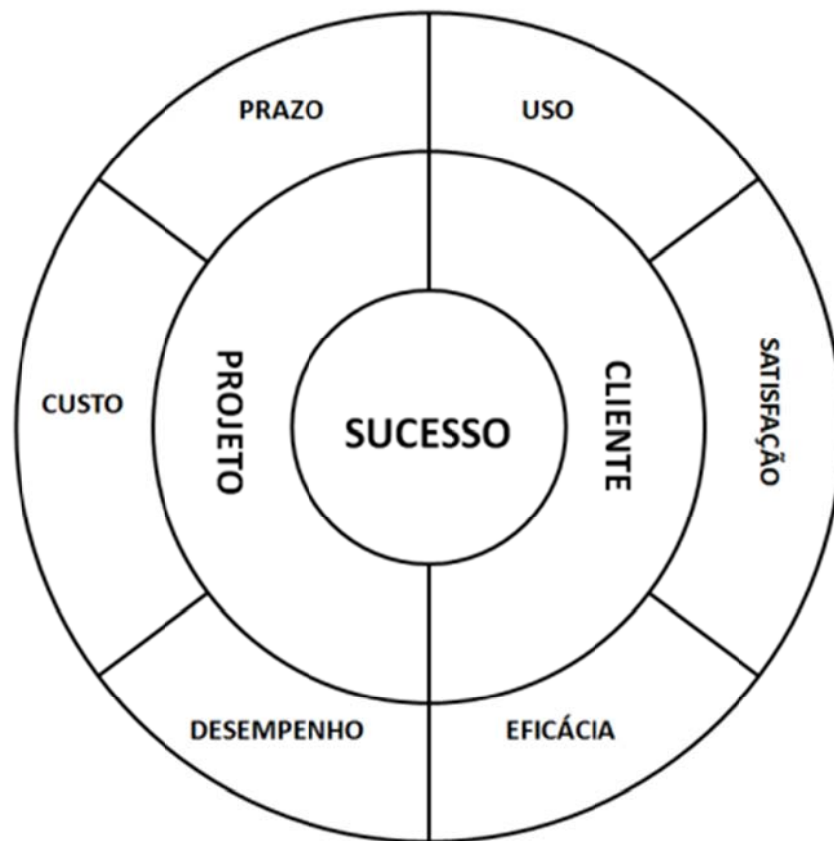 PRAZO
USO
CUSTO
PROJETO
SUCESSO
CLIENTE
SATISFAÇÃO
DESEMPENHO
EFICÁCIA